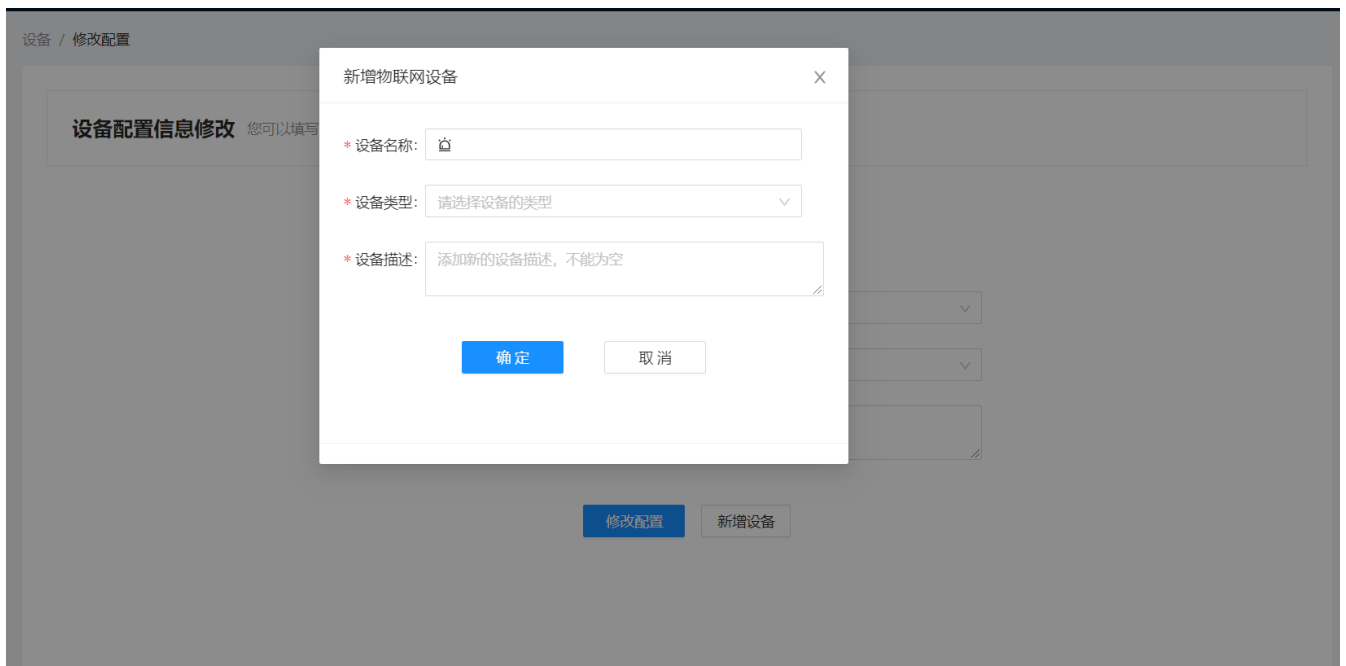 设备 / 修改配置
新增物联网设备
设备配置信息修改 您可以填写
* 设备名称:
* 设备类型: 请选择设备的类型
* 设备描述: 添加新的设备描述，不能为空
确 定 取 消
修改配置 新增设备